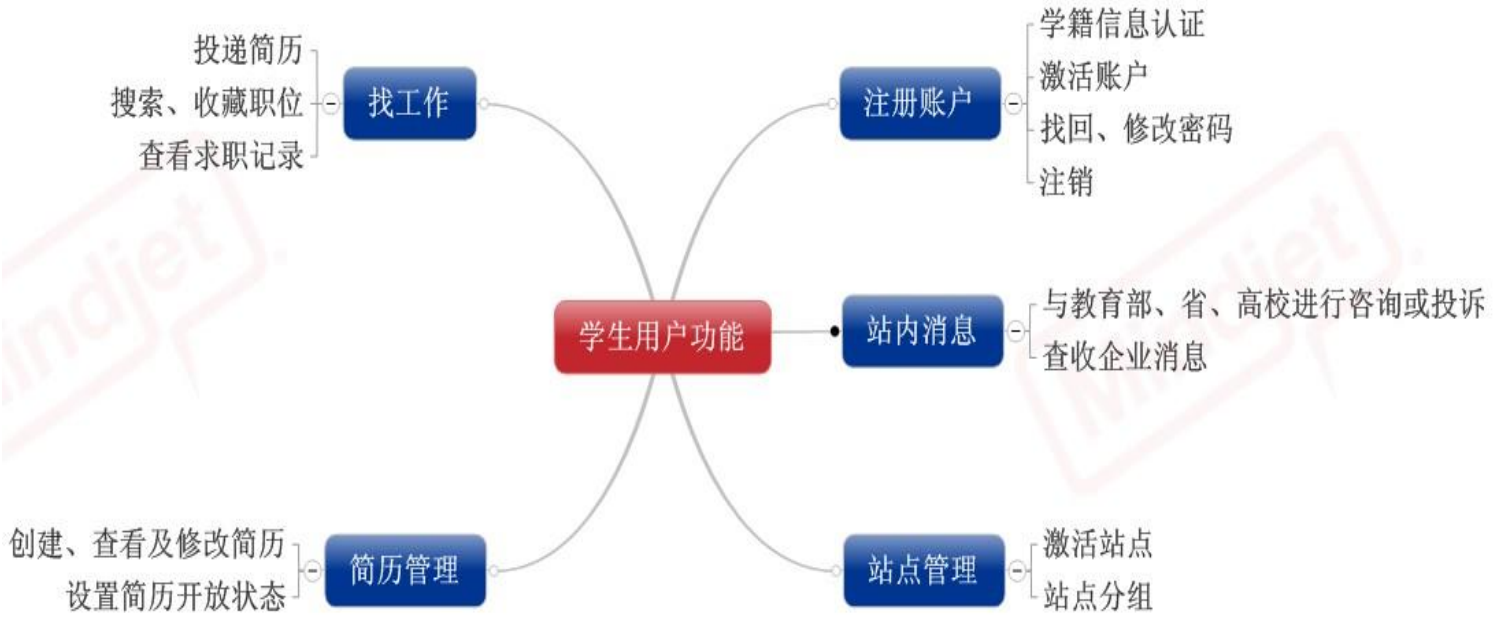 投递简历
搜索、收藏职位
查看求职记录
找工作
注册账户
学籍信息认证
激活账户
找回、修改密码
注销
学生用户功能
站内消息
与教育部、省、高校进行咨询或投诉
查收企业消息
创建、查看及修改简历
设置简历开放状态
简历管理
站点管理
激活站点
站点分组
Mindjet
Mindjet